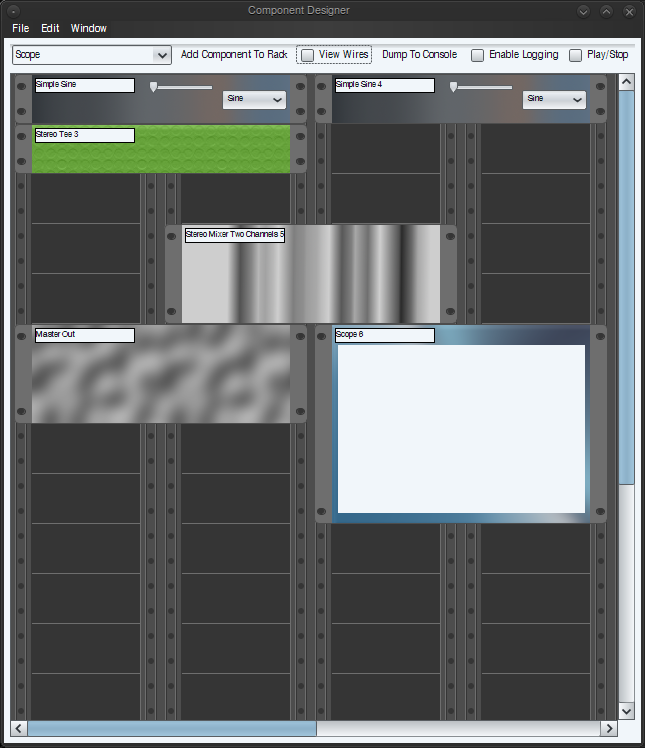 Component Designer
File Edit Window
Scope Add Component To Rack View Wires Dump To Console Enable Logging Play/Stop
Simple Sine Sine Simple Sine 4 Sine
Stereo Tee 3
Stereo Mixer Two Channels 5
Master Out Scope 6